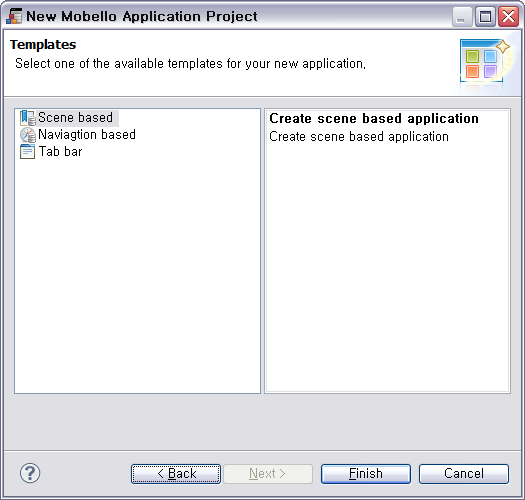 New Mobello Application Project
Templates
Select one of the available templates for your new application,
Scene based
Naviagtion based
Tab bar
Create scene based application
Create scene based application
?
< Back
Next >
Finish
Cancel